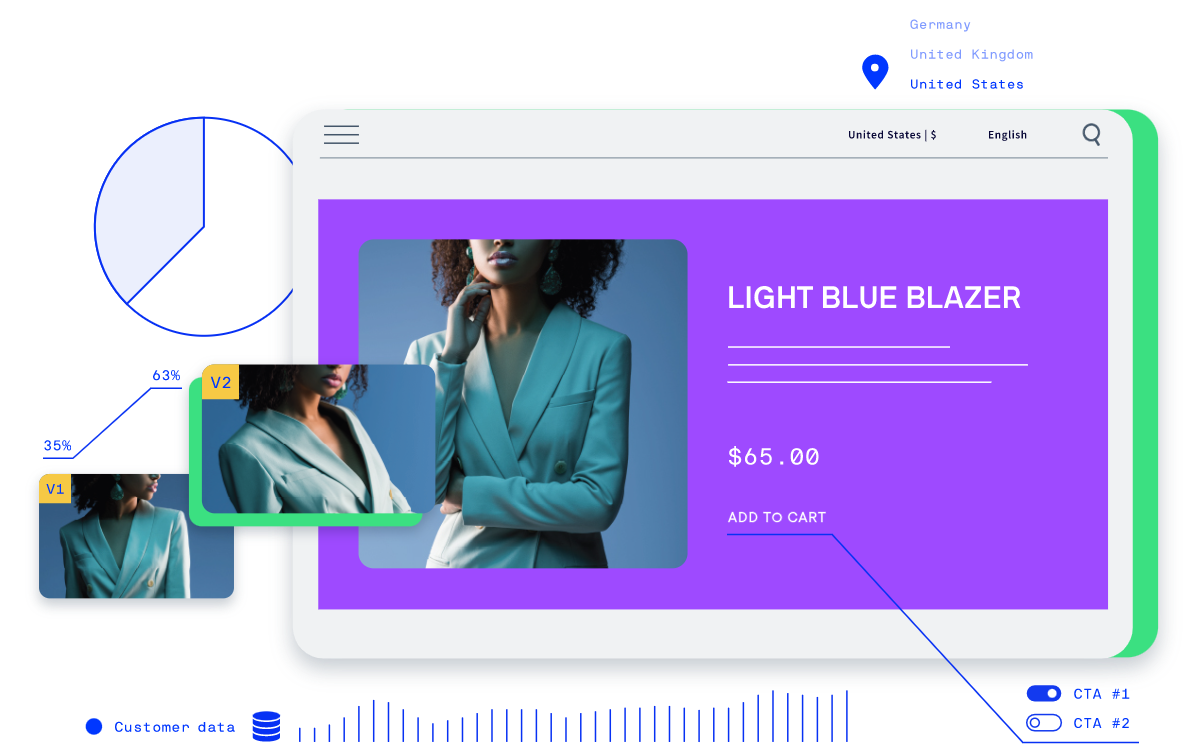 Germany
United Kingdom
United States
United States | $
English
LIGHT BLUE BLAZER
63%
V2
35%
$65.00
V1
ADD TO CART
CTA #1
CTA #2
Customer data